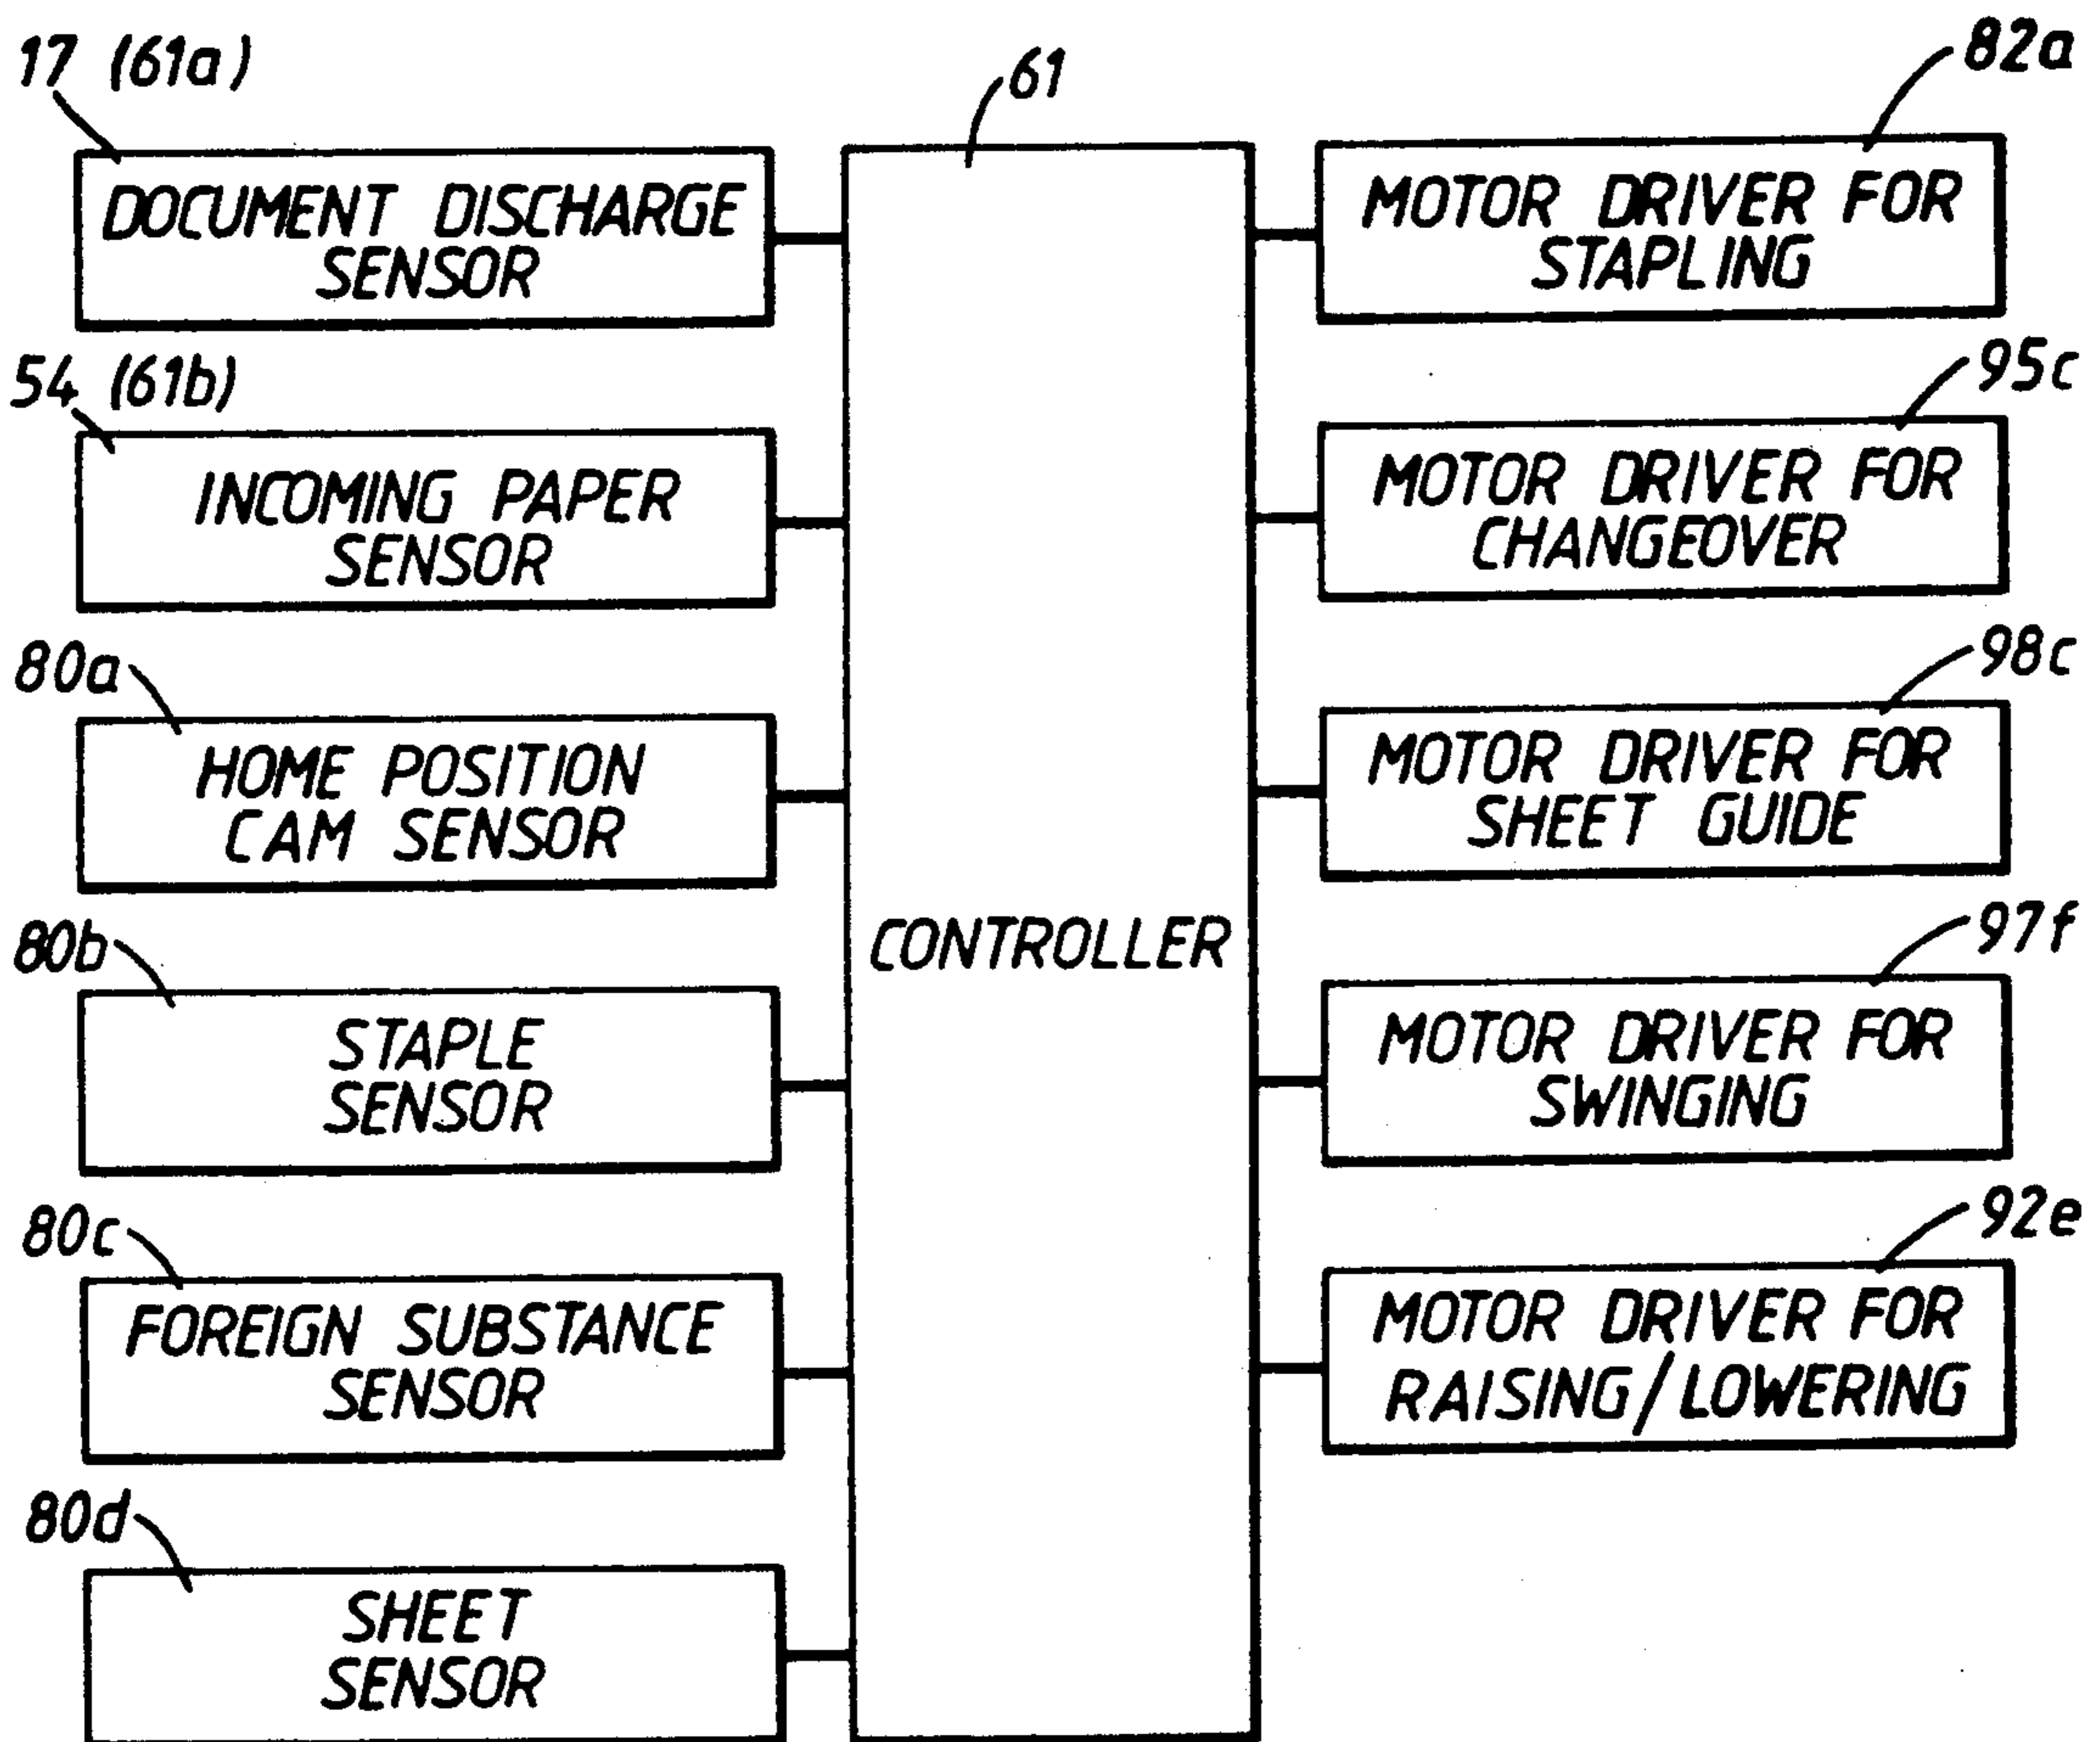 17 (61a)
DOCUMENT DISCHARGE
SENSOR
54 (61b)
INCOMING PAPER
SENSOR
80a
HOME POSITION
CAM SENSOR
80b
STAPLE
SENSOR
80c
FOREIGN SUBSTANCE
SENSOR
80d
SHEET
SENSOR
61
CONTROLLER
82a
MOTOR DRIVER FOR
STAPLING
95c
MOTOR DRIVER FOR
CHANGEOVER
98c
MOTOR DRIVER FOR
SHEET GUIDE
97f
MOTOR DRIVER FOR
SWINGING
92e
MOTOR DRIVER FOR
RAISING/LOWERING